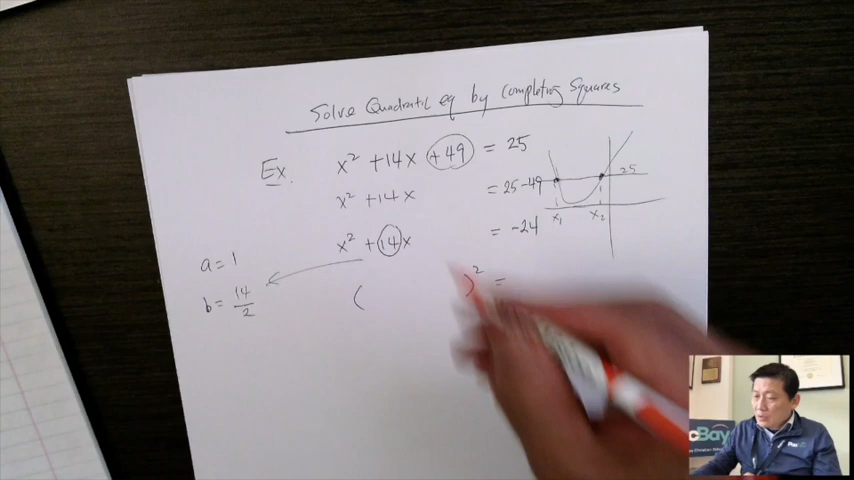 Solve Quadratic eq by Completing Squares
Ex. x² + 14x + 49 = 25
x² + 14x = 25 - 49
x² + 14x = -24
a = 1
b = 14/2
( )² =
25
x₁ x₂
cBay